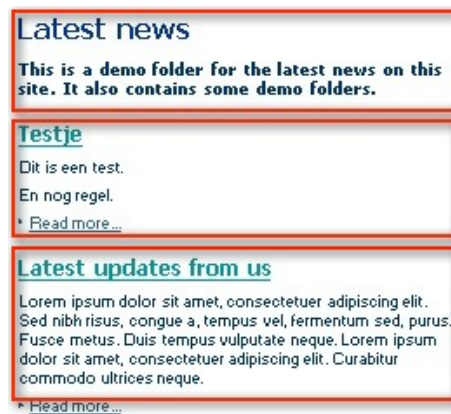 Latest news
This is a demo folder for the latest news on this
site. It also contains some demo folders.
Testje
Dit is een test.
En nog regel.
Read more...
Latest updates from us
Lorem ipsum dolor sit amet, consectetuer adipiscing elit.
Sed nibh risus, congue a, tempus vel, fermentum sed, purus.
Fusce metus. Duis tempus vulputate neque. Lorem ipsum
dolor sit amet, consectetuer adipiscing elit. Curabitur
commodo ultrices neque.
Read more...